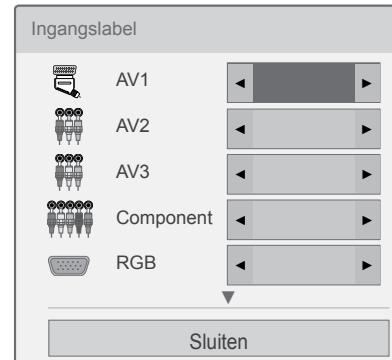 Ingangslabel
AV1
AV2
AV3
Component
RGB
Sluiten